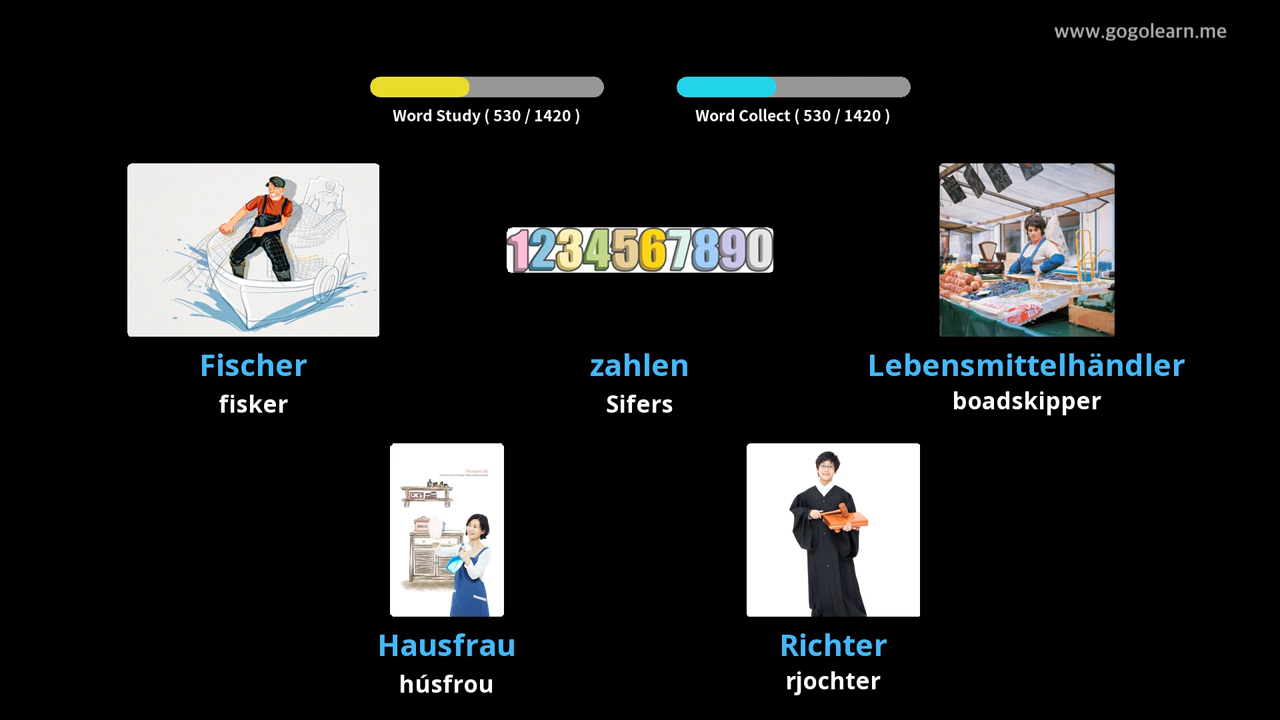 www.gogolearn.me
Word Study ( 530 / 1420 )
Word Collect ( 530 / 1420 )
1234567890
Fischer
fisker
zahlen
Sifers
Lebensmittelhändler
boadskipper
Hausfrau
húsfrou
Richter
rjochter